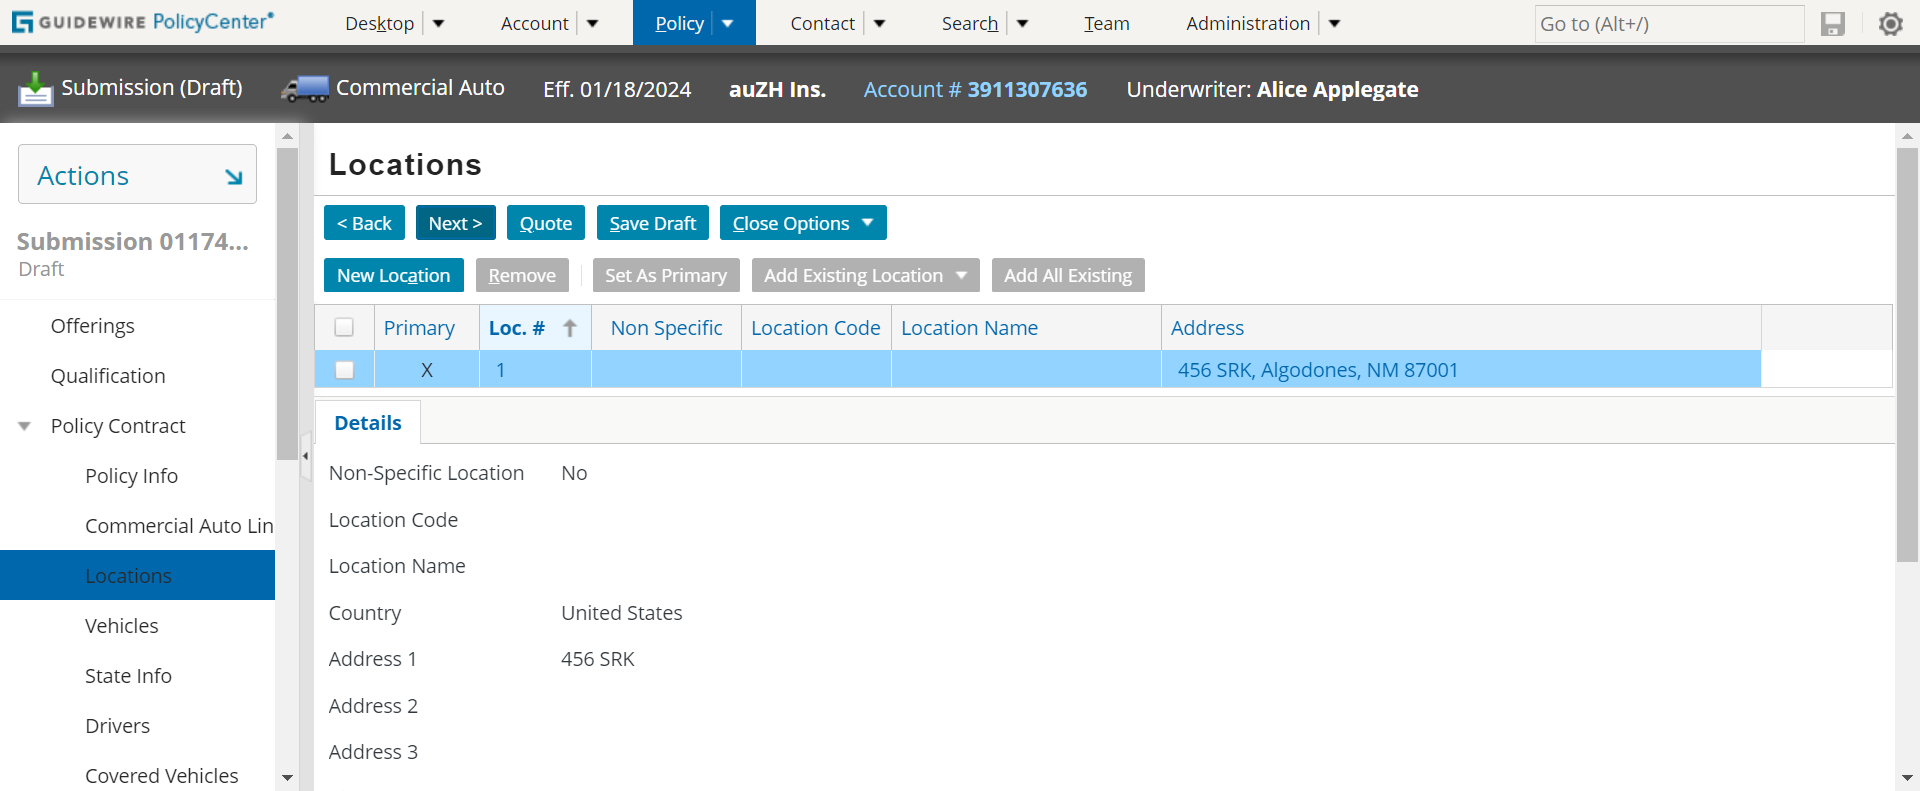 GUIDEWIRE PolicyCenter®
Desktop
Account
Policy
Contact
Search
Team
Administration
Go to (Alt+/)
Submission (Draft)
Commercial Auto
Eff. 01/18/2024
auZH Ins.
Account # 3911307636
Underwriter: Alice Applegate
Actions
Submission 01174...
Draft
Offerings
Qualification
Policy Contract
Policy Info
Commercial Auto Lin
Locations
Vehicles
State Info
Drivers
Covered Vehicles
Locations
< Back
Next >
Quote
Save Draft
Close Options
New Location
Remove
Set As Primary
Add Existing Location
Add All Existing
Primary
Loc. #
Non Specific
Location Code
Location Name
Address
X
1
456 SRK, Algodones, NM 87001
Details
Non-Specific Location No
Location Code
Location Name
Country United States
Address 1 456 SRK
Address 2
Address 3